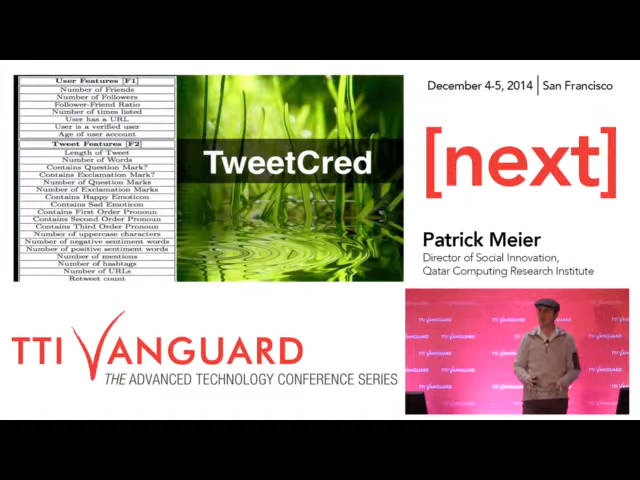 User Features [F1]
Number of Friends
Number of Followers
Follower-Friend Ratio
Number of times listed
User has a URL
User is a verified user
Age of user account
Tweet Features [F2]
Length of Tweet
Number of Words
Contains Question Mark?
Contains Exclamation Mark?
Number of Question Marks
Number of Exclamation Marks
Contains Happy Emoticon
Contains Sad Emoticon
Contains First Order Pronoun
Contains Second Order Pronoun
Contains Third Order Pronoun
Number of uppercase characters
Number of negative sentiment words
Number of positive sentiment words
Number of mentions
Number of hashtags
Number of URLs
Retweet count
TweetCred
December 4-5, 2014 | San Francisco
[next]
Patrick Meier
Director of Social Innovation,
Qatar Computing Research Institute
TTI VANGUARD
THE ADVANCED TECHNOLOGY CONFERENCE SERIES
TTI VANGUARD